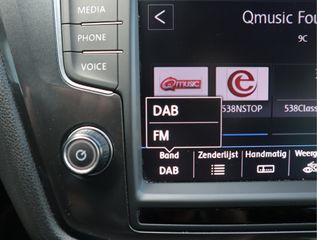 MEDIA
PHONE
VOICE
Qmusic Fou
9C
Qmusic
e
538NSTOP
538Class
DAB
FM
Band
DAB
Zenderlijst
Handmatig
Weerg